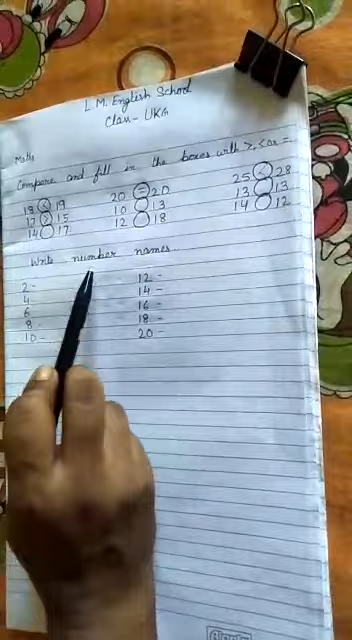 L.M. English School
Class - UKG
Maths
Compare and fill in the boxes with >, < or =.
18 < 19 20 = 20 25 < 28
17 > 15 10 ○ 13 13 ○ 13
14 ○ 17 12 ○ 18 14 ○ 12
Write number names.
2- 12 -
4 14 -
6 16 -
8 18 -
10 - 20 -